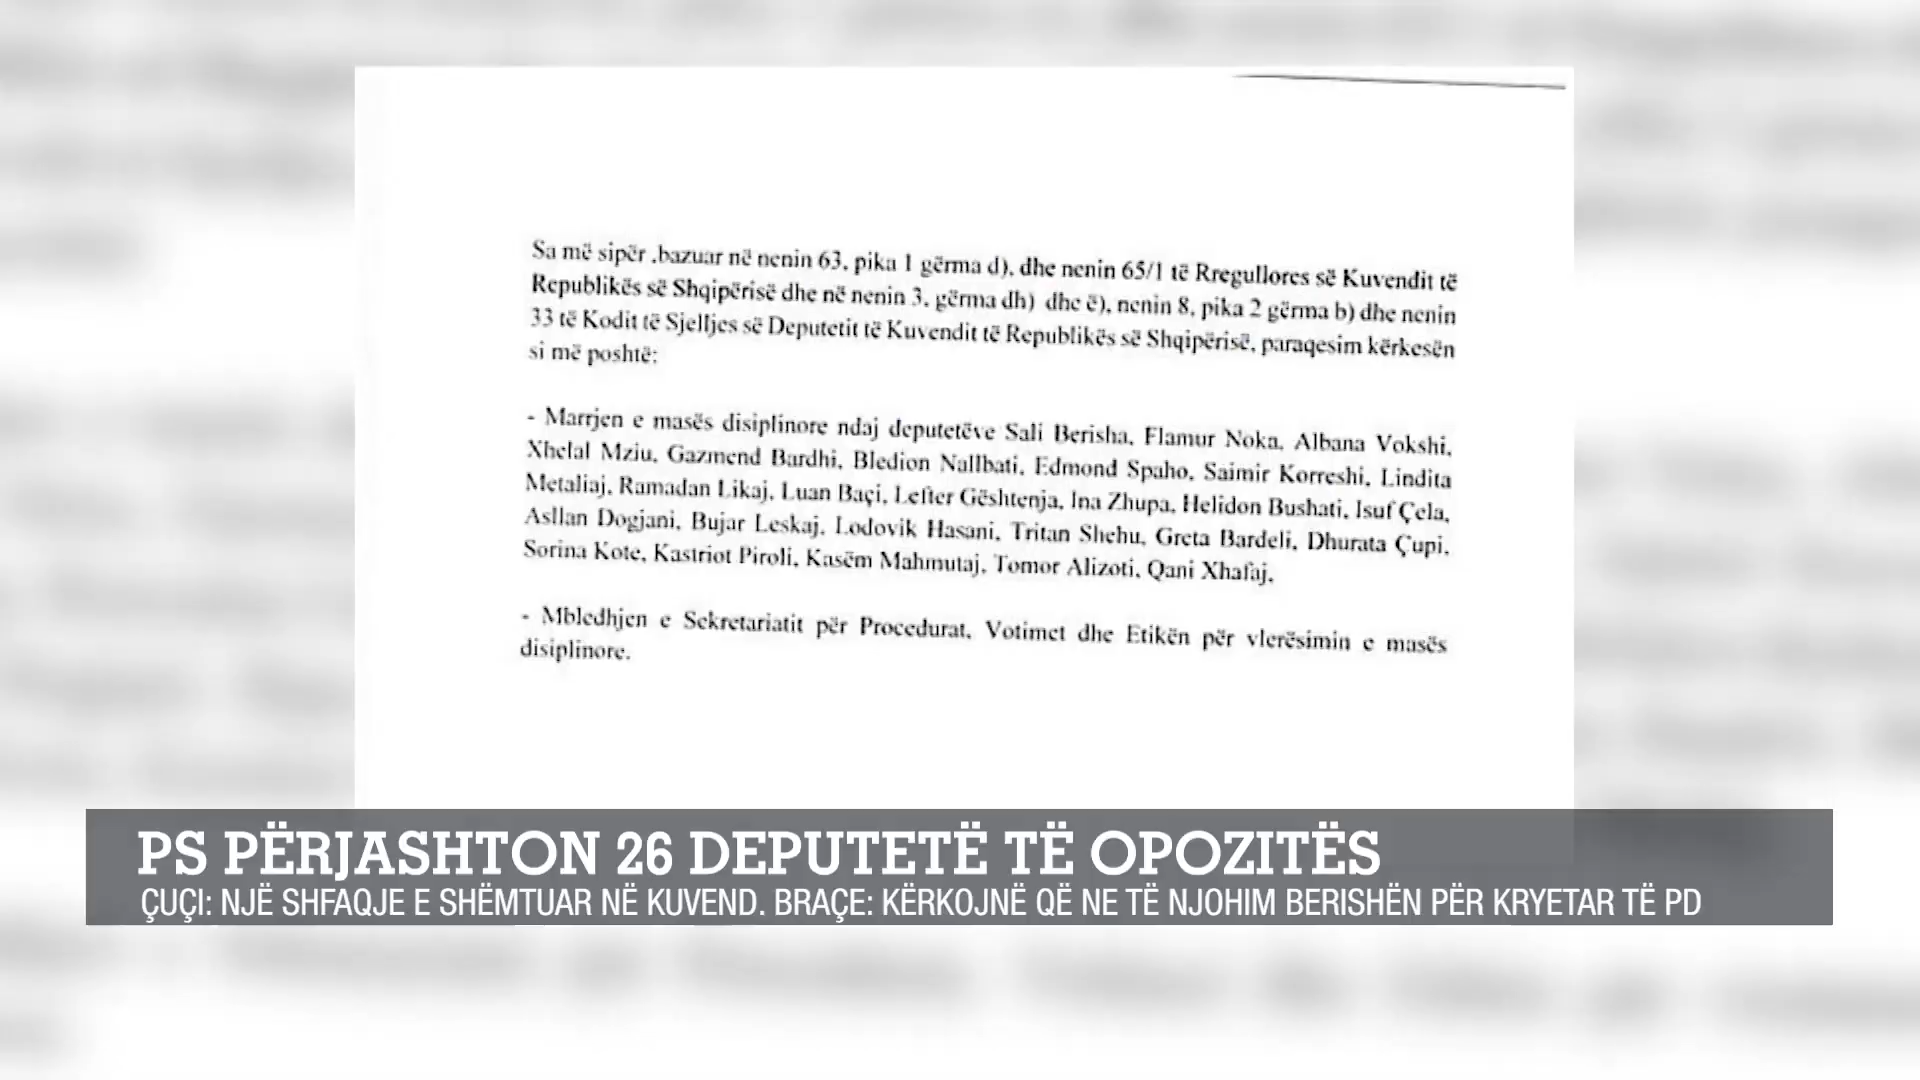 Sa më sipër ,bazuar në nenin 63, pika 1 gërma d), dhe nenin 65/1 të Rregullores së Kuvendit të
Republikës së Shqipërisë dhe në nenin 3, gërma dh) dhe ë), nenin 8, pika 2 gërma b) dhe nenin
33 të Kodit të Sjelljes së Deputetit të Kuvendit të Republikës së Shqipërisë, paraqesim kërkesën
si më poshtë:
- Marrjen e masës disiplinore ndaj deputetëve Sali Berisha, Flamur Noka, Albana Vokshi,
Xhelal Mziu, Gazmend Bardhi, Bledion Nallbati, Edmond Spaho, Saimir Korreshi, Lindita
Metaliaj, Ramadan Likaj, Luan Baçi, Lefter Gështenja, Ina Zhupa, Helidon Bushati, Isuf Çela,
Asllan Dogjani, Bujar Leskaj, Lodovik Hasani, Tritan Shehu, Greta Bardeli, Dhurata Çupi,
Sorina Kote, Kastriot Piroli, Kasëm Mahmutaj, Tomor Alizoti, Qani Xhafaj,
- Mbledhjen e Sekretariatit për Procedurat, Votimet dhe Etikën për vlerësimin e masës
disiplinore.
PS PËRJASHTON 26 DEPUTETË TË OPOZITËS
ÇUÇI: NJË SHFAQJE E SHËMTUAR NË KUVEND. BRAÇE: KËRKOJNË QË NE TË NJOHIM BERISHËN PËR KRYETAR TË PD